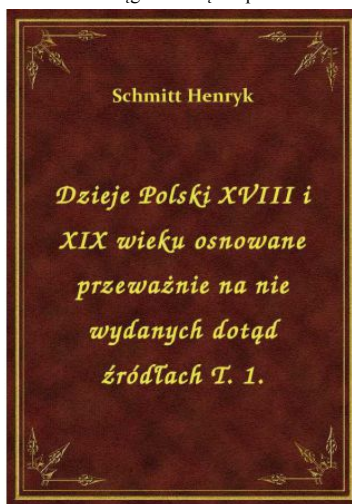 Schmitt Henryk
Dzieje Polski XVIII i
XIX wieku osnowane
przeważnie na nie
wydanych dotąd
źródłach T. 1.